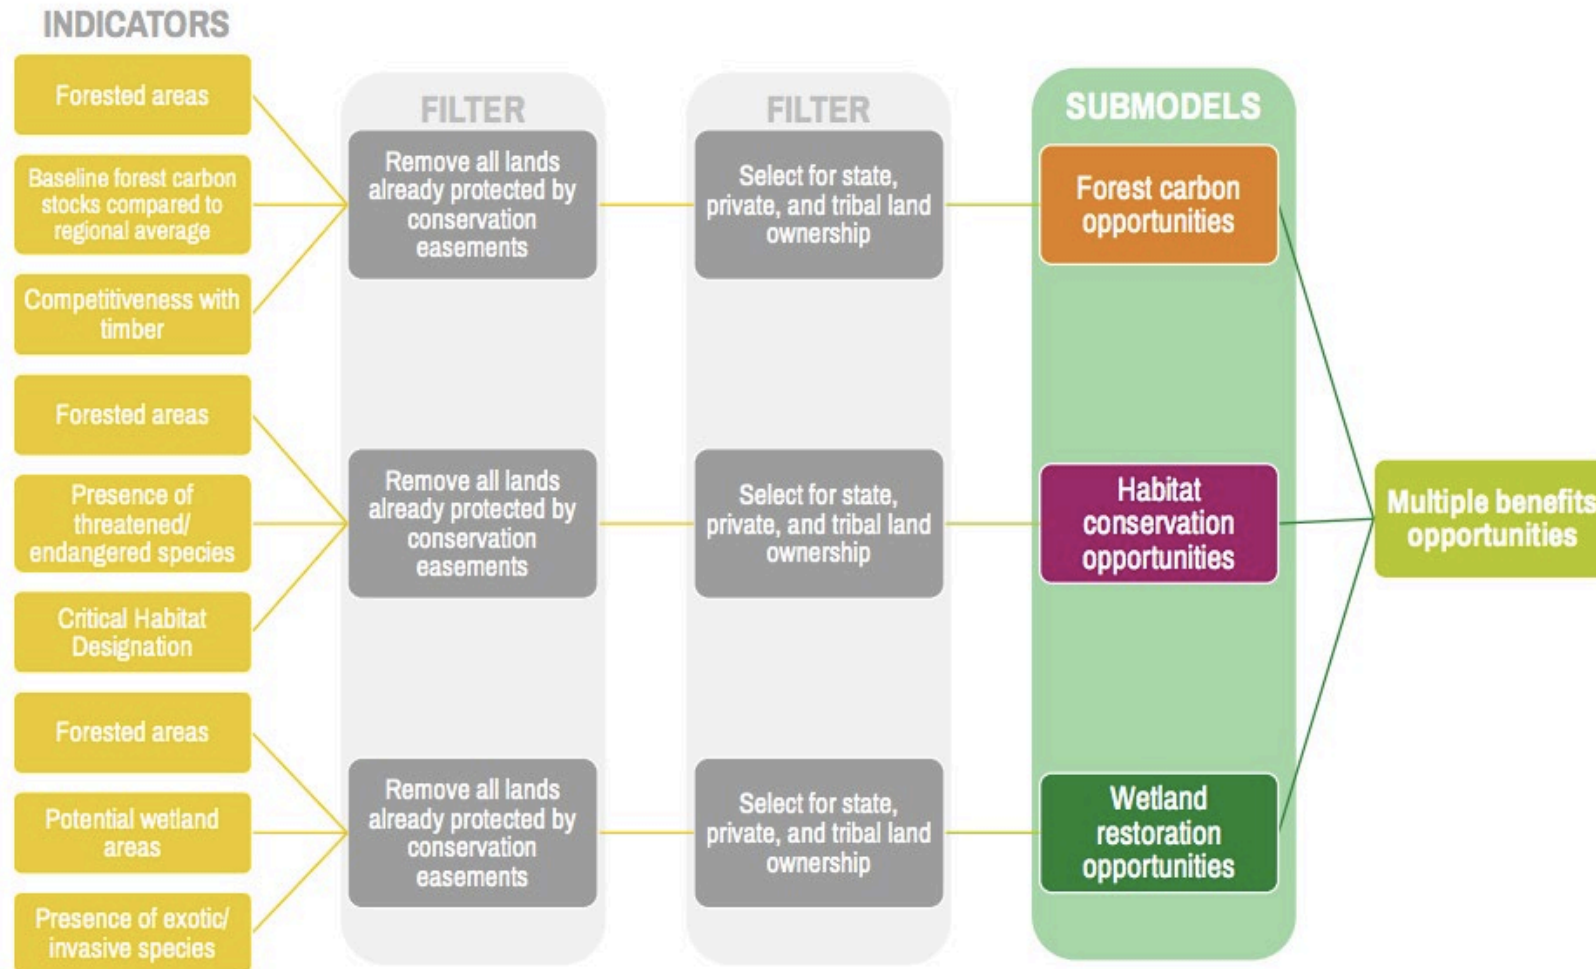 INDICATORS
Forested areas
Baseline forest carbon
stocks compared to
regional average
Competitiveness with
timber
Forested areas
Presence of
threatened/
endangered species
Critical Habitat
Designation
Forested areas
Potential wetland
areas
Presence of exotic/
invasive species
FILTER
Remove all lands
already protected by
conservation
easements
Remove all lands
already protected by
conservation
easements
Remove all lands
already protected by
conservation
easements
FILTER
Select for state,
private, and tribal land
ownership
Select for state,
private, and tribal land
ownership
Select for state,
private, and tribal land
ownership
SUBMODELS
Forest carbon
opportunities
Habitat
conservation
opportunities
Wetland
restoration
opportunities
Multiple benefits
opportunities